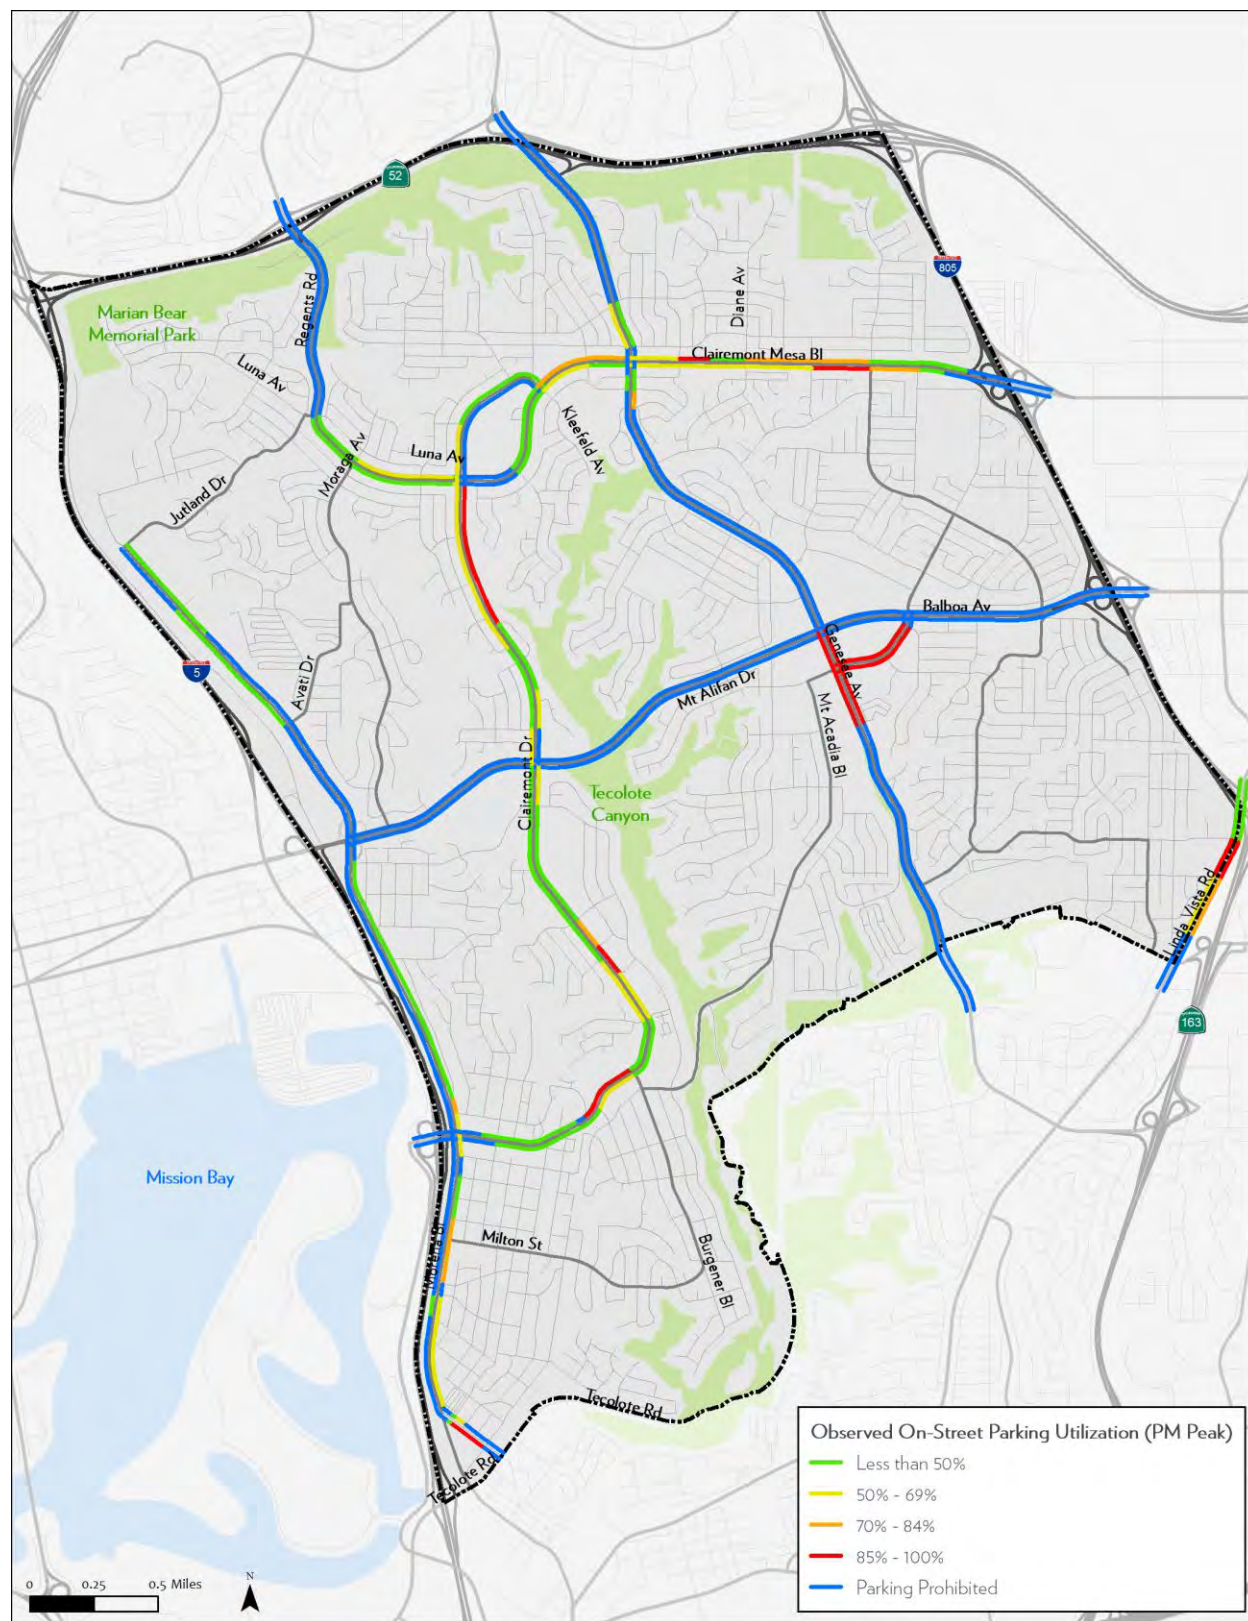 52
805
Diane Av
Regents Rd
Marian Bear
Memorial Park
Clairemont Mesa Bl
Luna Av
Kleefeld Av
Moraga Av
Luna Av
Jutland Dr
Balboa Av
Genesee Av
5
Avati Dr
Mt Alifan Dr
Mt Acadia Bl
Clairemont Dr
Tecolote
Canyon
Linda Vista Rd
163
Mission Bay
Morena Bl
Milton St
Burgener Bl
Tecolote Rd
Tecolote Rd
Observed On-Street Parking Utilization (PM Peak)
Less than 50%
50% - 69%
70% - 84%
85% - 100%
Parking Prohibited
N
0 0.25 0.5 Miles